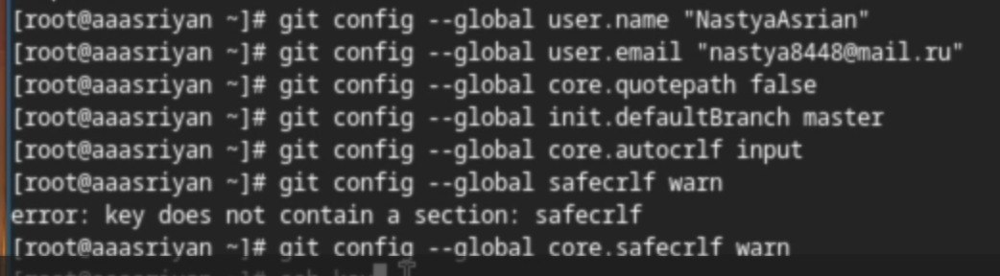 [root@aaasriyan ~]# git config --global user.name "NastyaAsrian"
[root@aaasriyan ~]# git config --global user.email "nastya8448@mail.ru"
[root@aaasriyan ~]# git config --global core.quotepath false
[root@aaasriyan ~]# git config --global init.defaultBranch master
[root@aaasriyan ~]# git config --global core.autocrlf input
[root@aaasriyan ~]# git config --global safecrlf warn
error: key does not contain a section: safecrlf
[root@aaasriyan ~]# git config --global core.safecrlf warn